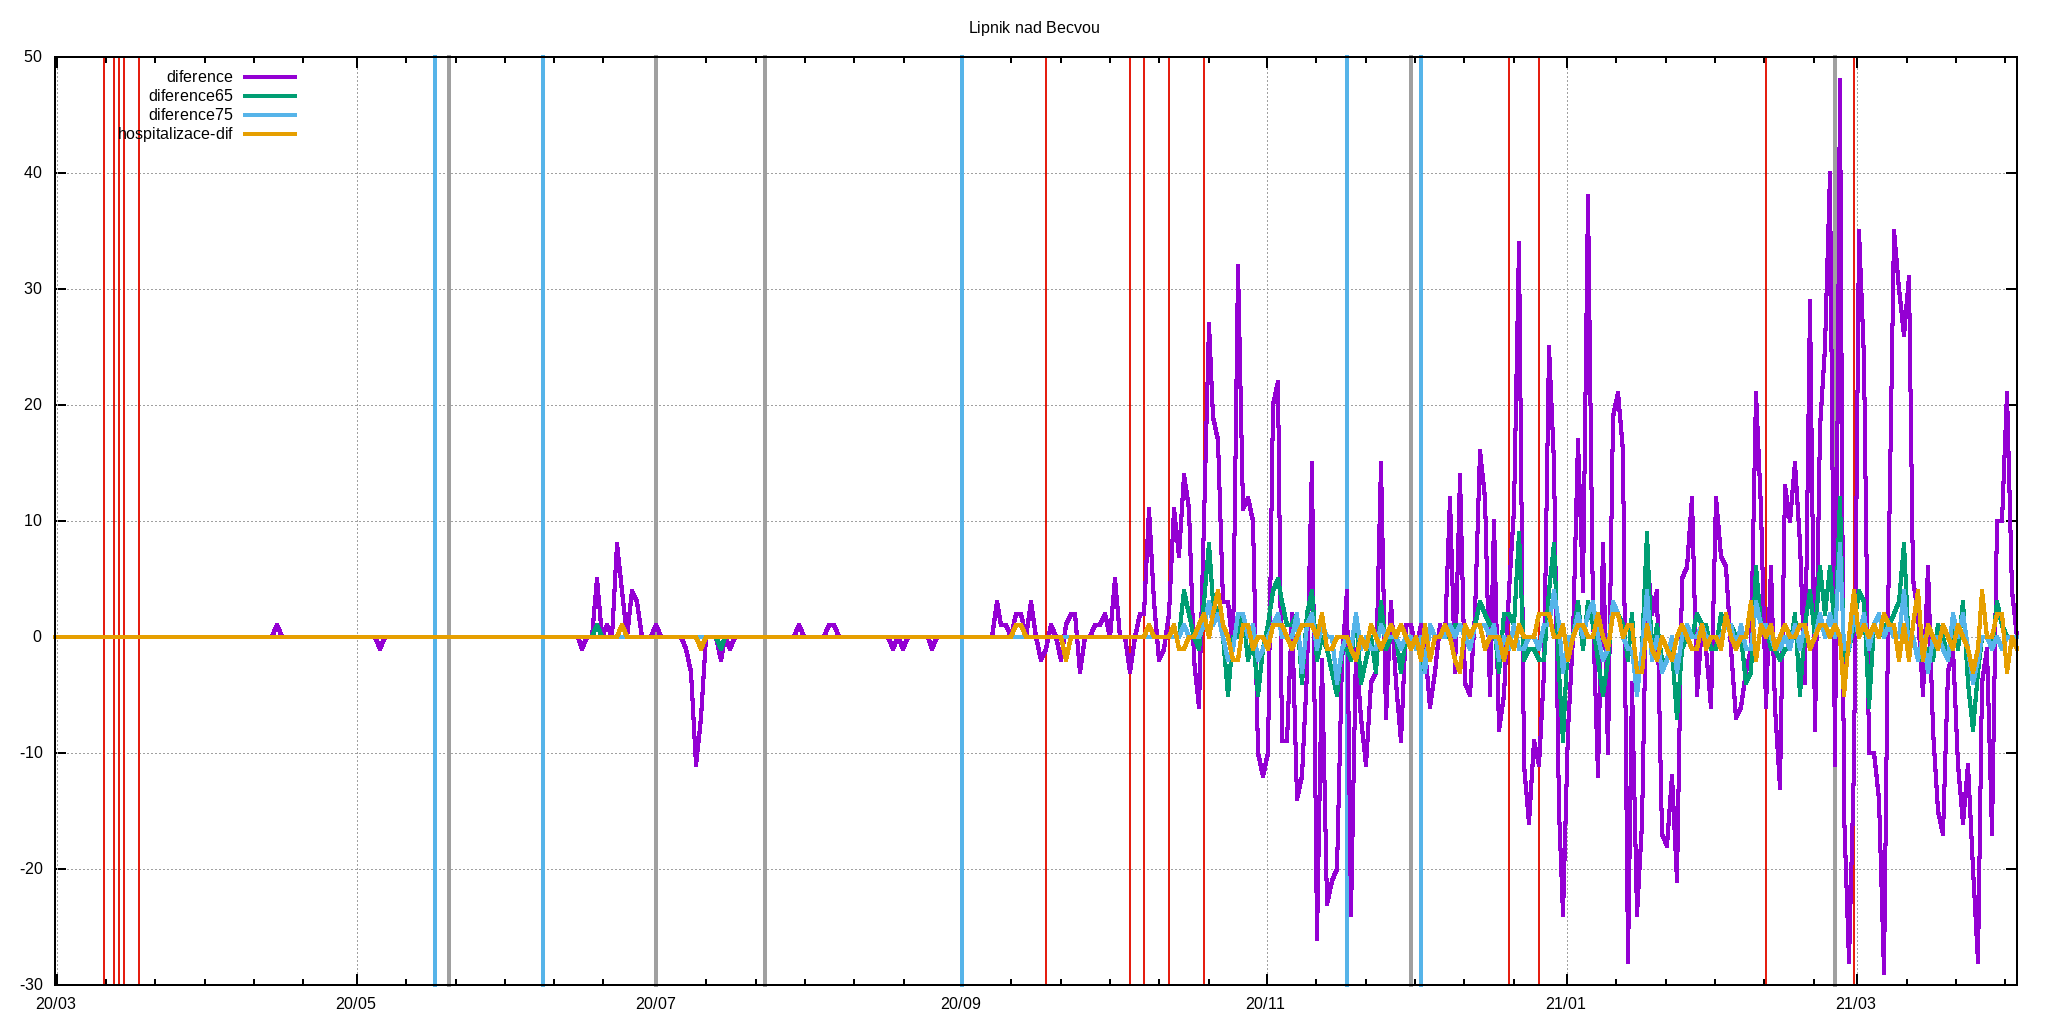 Lipnik nad Becvou
50
diference
diference65
diference75
hospitalizace-dif
40
30
20
10
0
-10
-20
-30
20/03 20/05 20/07 20/09 20/11 21/01 21/03